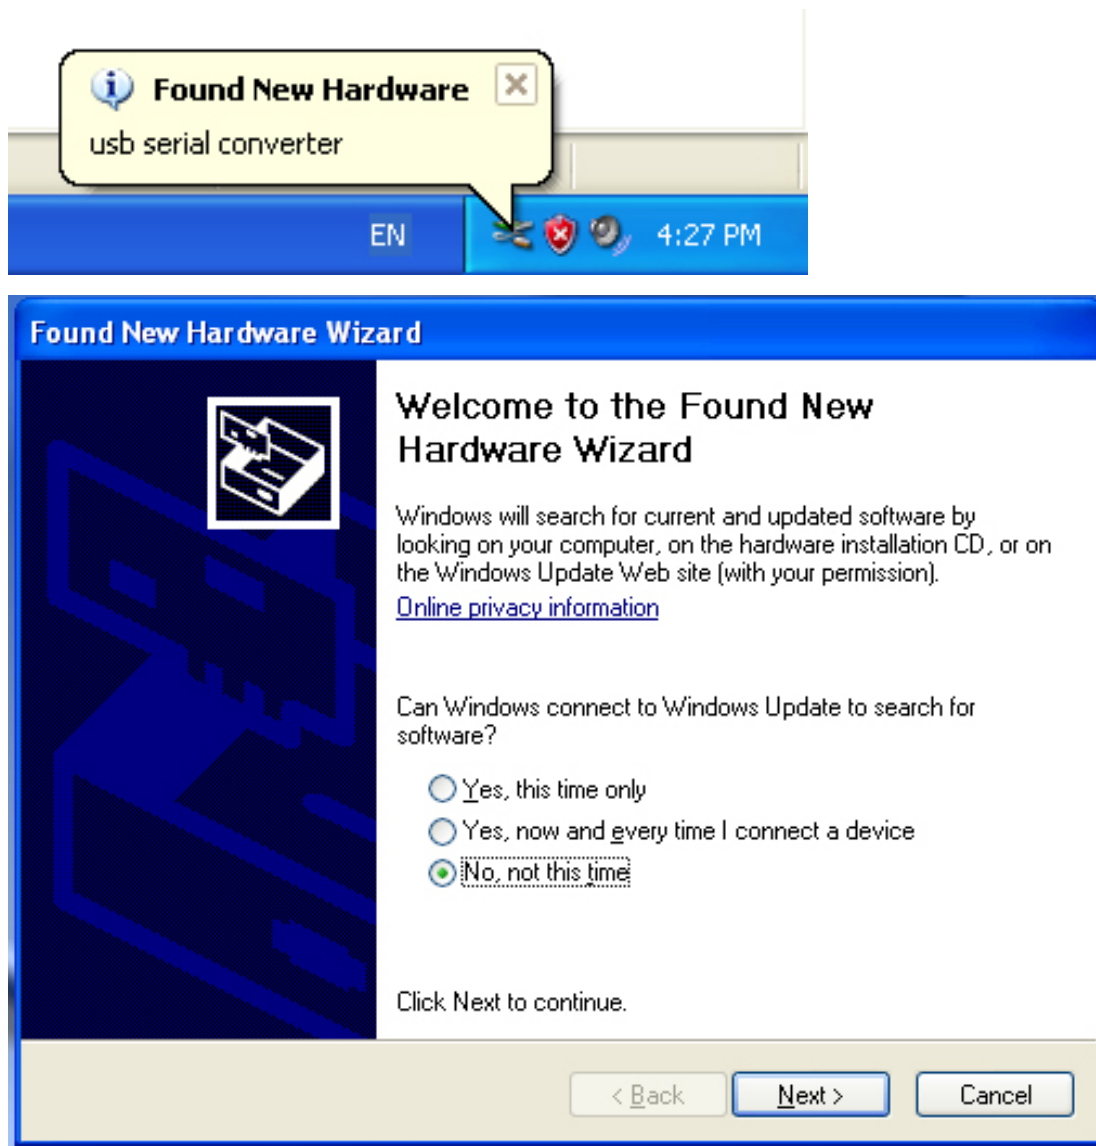 Found New Hardware
usb serial converter
EN
4:27 PM
Found New Hardware Wizard
Welcome to the Found New
Hardware Wizard
Windows will search for current and updated software by
looking on your computer, on the hardware installation CD, or on
the Windows Update Web site (with your permission).
Online privacy information
Can Windows connect to Windows Update to search for
software?
Yes, this time only
Yes, now and every time I connect a device
No, not this time
Click Next to continue.
< Back
Next >
Cancel